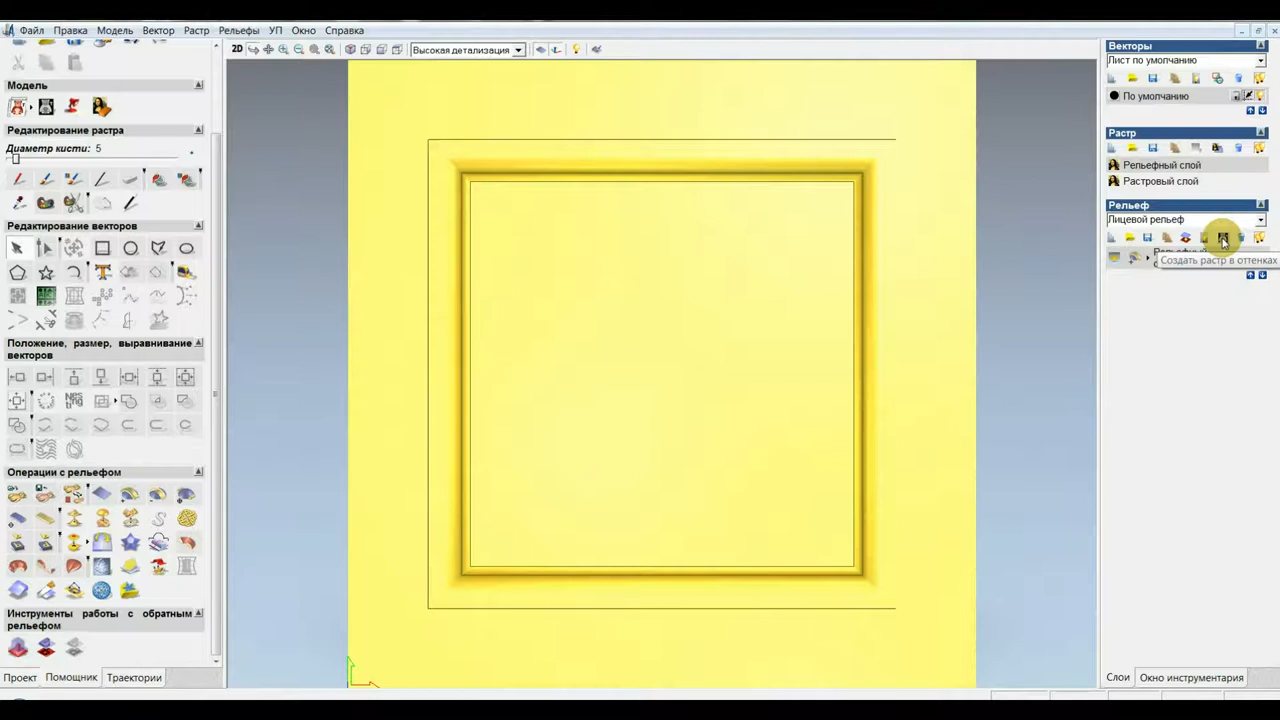 Файл Правка Модель Вектор Растр Рельефы УП Окно Справка
2D Высокая детализация
Модель
Редактирование растра
Диаметр кисти: 5
Редактирование векторов
Положение, размер, выравнивание
векторов
Операции с рельефом
Инструменты работы с обратным
рельефом
Проект Помощник Траектории
Векторы
Лист по умолчанию
По умолчанию
Растр
Рельефный слой
Растровый слой
Рельеф
Лицевой рельеф
Создать растр в оттенках
Слои Окно инструментария